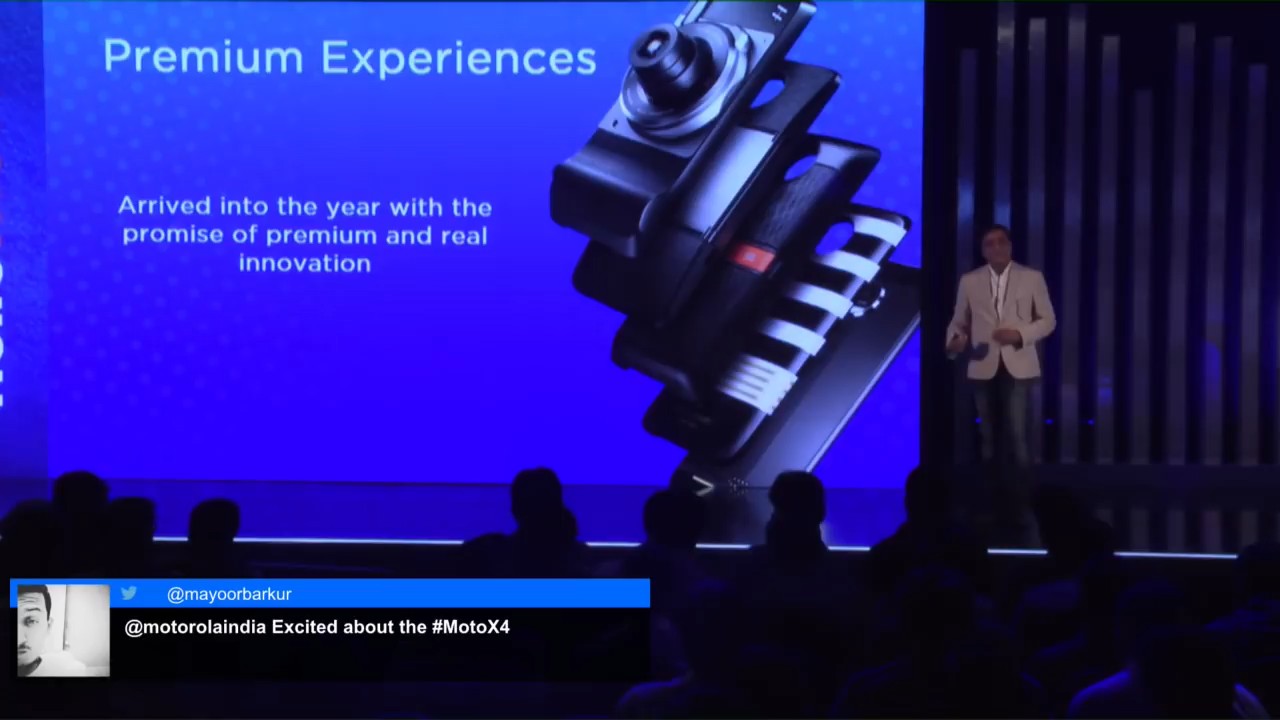 Premium Experiences
Arrived into the year with the
promise of premium and real
innovation
@mayoorbarkur
@motorolaindia Excited about the #MotoX4